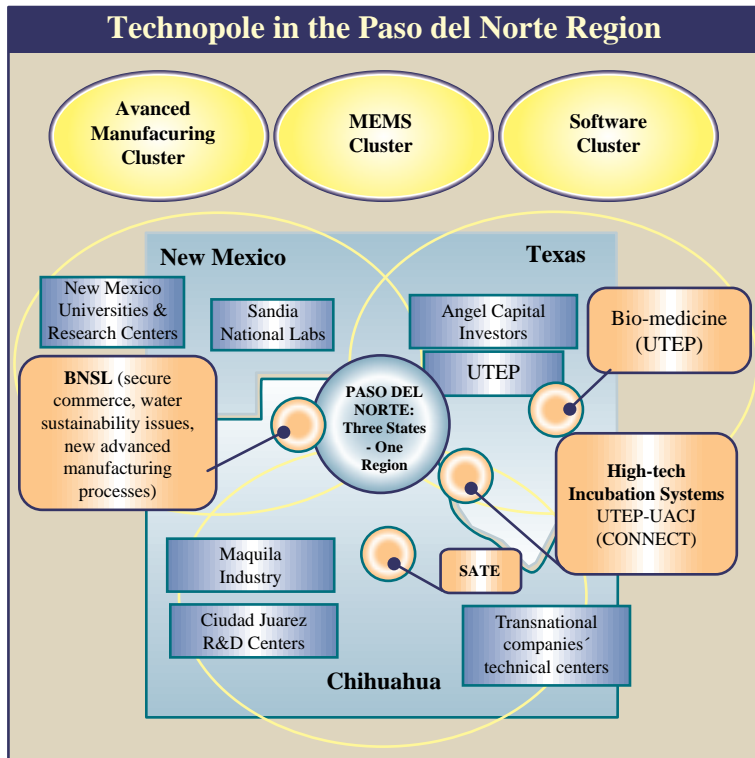 Technopole in the Paso del Norte Region
Avanced
Manufacuring
Cluster
MEMS
Cluster
Software
Cluster
New Mexico
Texas
New Mexico
Universities &
Research Centers
Sandia
National Labs
Angel Capital
Investors
UTEP
Bio-medicine
(UTEP)
BNSL (secure
commerce, water
sustainability issues,
new advanced
manufacturing
processes)
PASO DEL
NORTE:
Three States
- One
Region
High-tech
Incubation Systems
UTEP-UACJ
(CONNECT)
Maquila
Industry
SATE
Ciudad Juarez
R&D Centers
Transnational
companies´
technical centers
Chihuahua